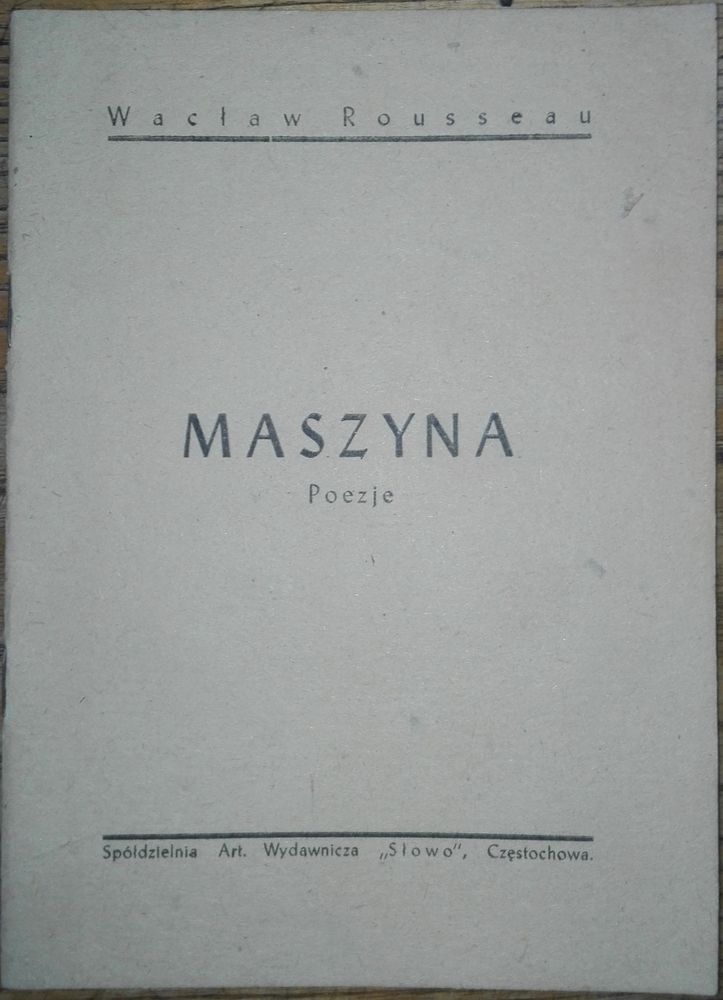 Wacław Rousseau
MASZYNA
Poezje
Spółdzielnia Art. Wydawnicza „Słowo”, Częstochowa.